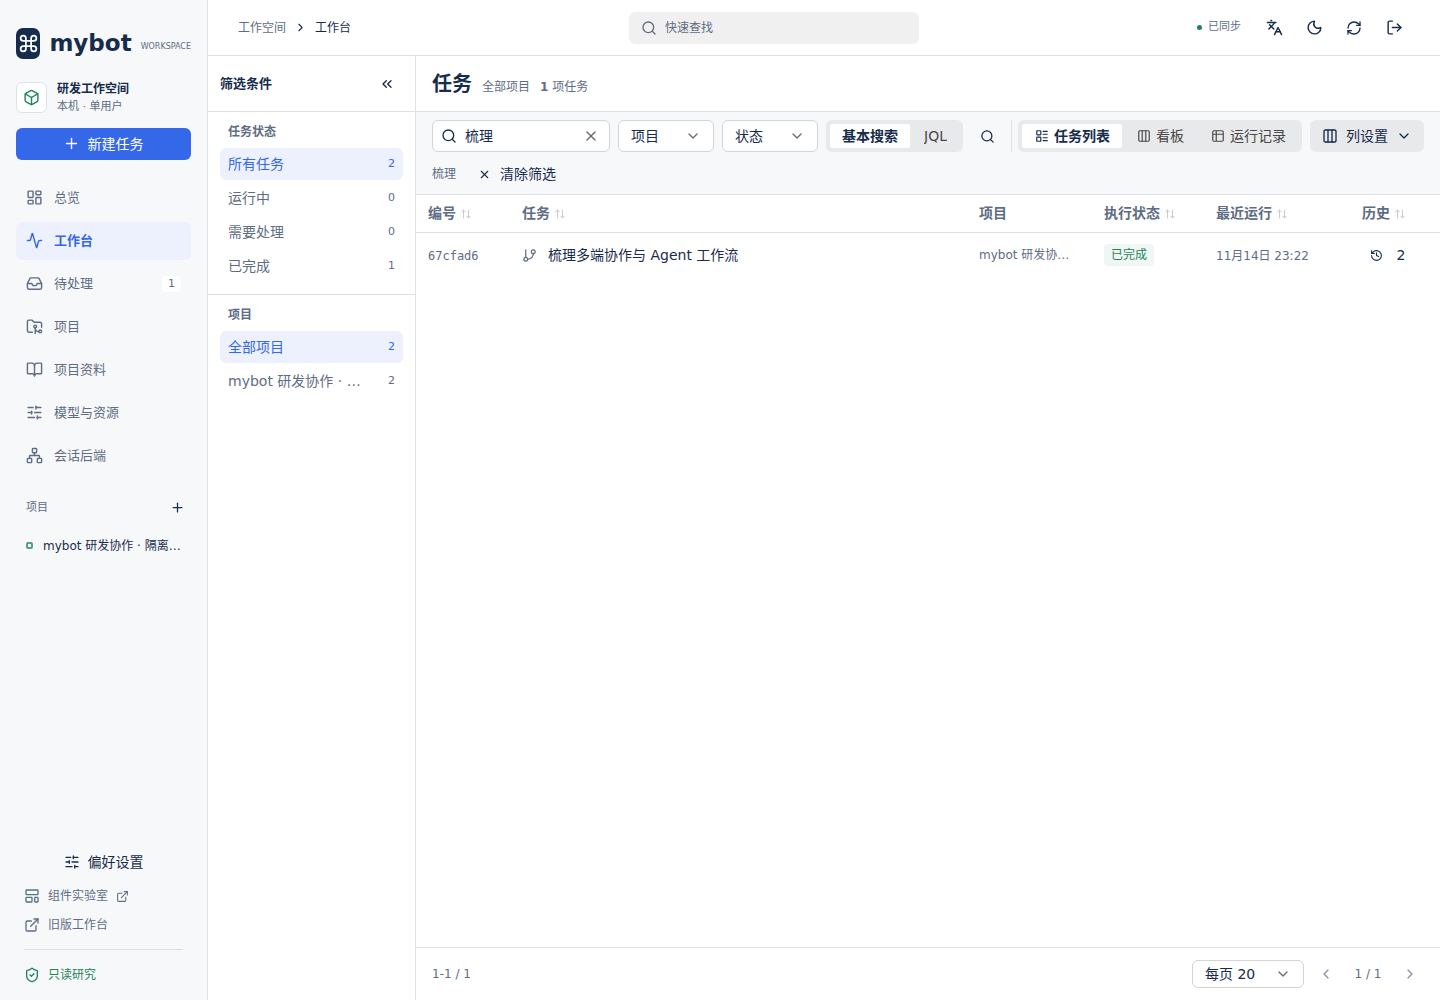 mybot WORKSPACE
研发工作空间
本机 · 单用户
新建任务
总览
工作台
待处理 1
项目
项目资料
模型与资源
会话后端
项目
mybot 研发协作 · 隔离...
偏好设置
组件实验室
旧版工作台
只读研究
工作空间 工作台
快速查找
已同步
筛选条件
任务状态
所有任务 2
运行中 0
需要处理 0
已完成 1
项目
全部项目 2
mybot 研发协作 · ... 2
任务 全部项目 1 项任务
梳理 项目 状态 基本搜索 JQL 任务列表 看板 运行记录 列设置
梳理 清除筛选
编号 任务 项目 执行状态 最近运行 历史
67cfad6 梳理多端协作与 Agent 工作流 mybot 研发协... 已完成 11月14日 23:22 2
1-1 / 1 每页 20 1 / 1